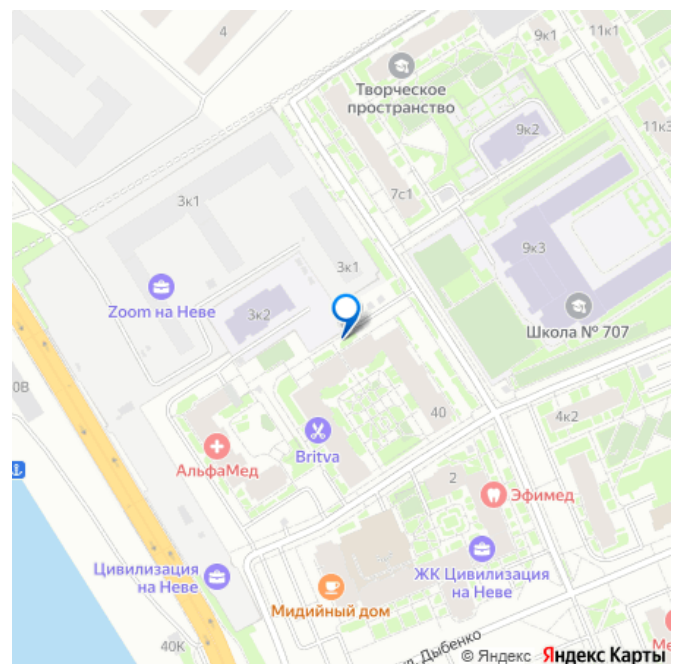 4
9к1
11к1
Творческое
пространство
9к2
11к3
7с1
3к1
9к3
3к1
Zoom на Неве
3к2
Школа № 707
0В
40
4к2
Britva
АльфаМед
2
Эфимед
Цивилизация
на Неве
ЖК Цивилизация
на Неве
Мидийный дом
40К
Дыбенко
Ме
© Яндекс Яндекс Карты